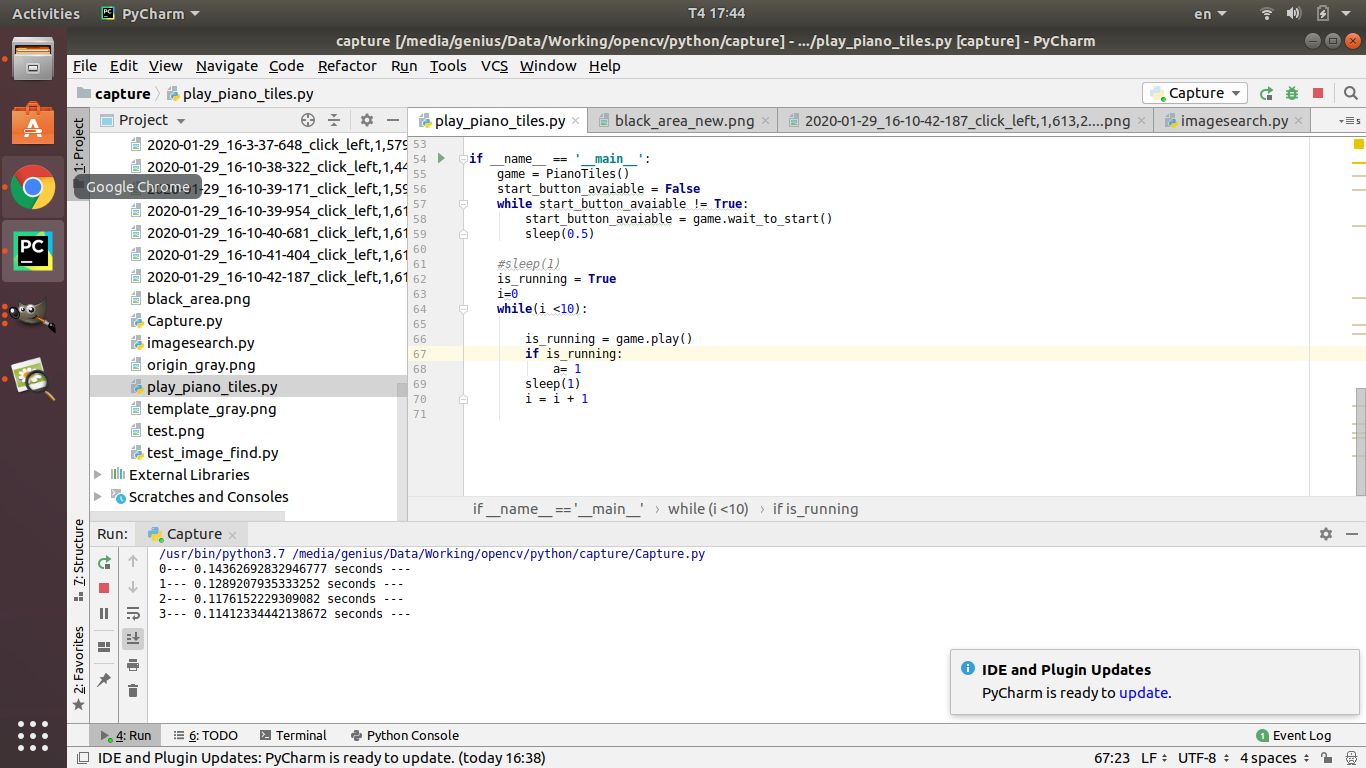 Activities PyCharm T4 17:44 en
capture [/media/genius/Data/Working/opencv/python/capture] - .../play_piano_tiles.py [capture] - PyCharm
File Edit View Navigate Code Refactor Run Tools VCS Window Help
capture play_piano_tiles.py Capture
1: Project
Project
play_piano_tiles.py black_area_new.png 2020-01-29_16-10-42-187_click_left,1,613,2....png imagesearch.py 5
2020-01-29_16-3-37-648_click_left,1,579
2020-01-29_16-10-38-322_click_left,1,44
2020-01-29_16-10-39-171_click_left,1,59
Google Chrome
2020-01-29_16-10-39-954_click_left,1,61
2020-01-29_16-10-40-681_click_left,1,61
2020-01-29_16-10-41-404_click_left,1,61
2020-01-29_16-10-42-187_click_left,1,61
black_area.png
Capture.py
imagesearch.py
origin_gray.png
play_piano_tiles.py
template_gray.png
test.png
test_image_find.py
External Libraries
Scratches and Consoles
53
54 if __name__ == '__main__':
55 game = PianoTiles()
56 start_button_avaiable = False
57 while start_button_avaiable != True:
58 start_button_avaiable = game.wait_to_start()
59 sleep(0.5)
60
61 #sleep(1)
62 is_running = True
63 i=0
64 while(i <10):
65
66 is_running = game.play()
67 if is_running:
68 a= 1
69 sleep(1)
70 i = i + 1
71
if __name__ == '__main__' › while (i <10) › if is_running
Run: Capture
7: Structure
2: Favorites
/usr/bin/python3.7 /media/genius/Data/Working/opencv/python/capture/Capture.py
0--- 0.14362692832946777 seconds ---
1--- 0.1289207935333252 seconds ---
2--- 0.1176152229309082 seconds ---
3--- 0.11412334442138672 seconds ---
IDE and Plugin Updates
PyCharm is ready to update.
4: Run 6: TODO Terminal Python Console 1 Event Log
IDE and Plugin Updates: PyCharm is ready to update. (today 16:38) 67:23 LF UTF-8 4 spaces
PC